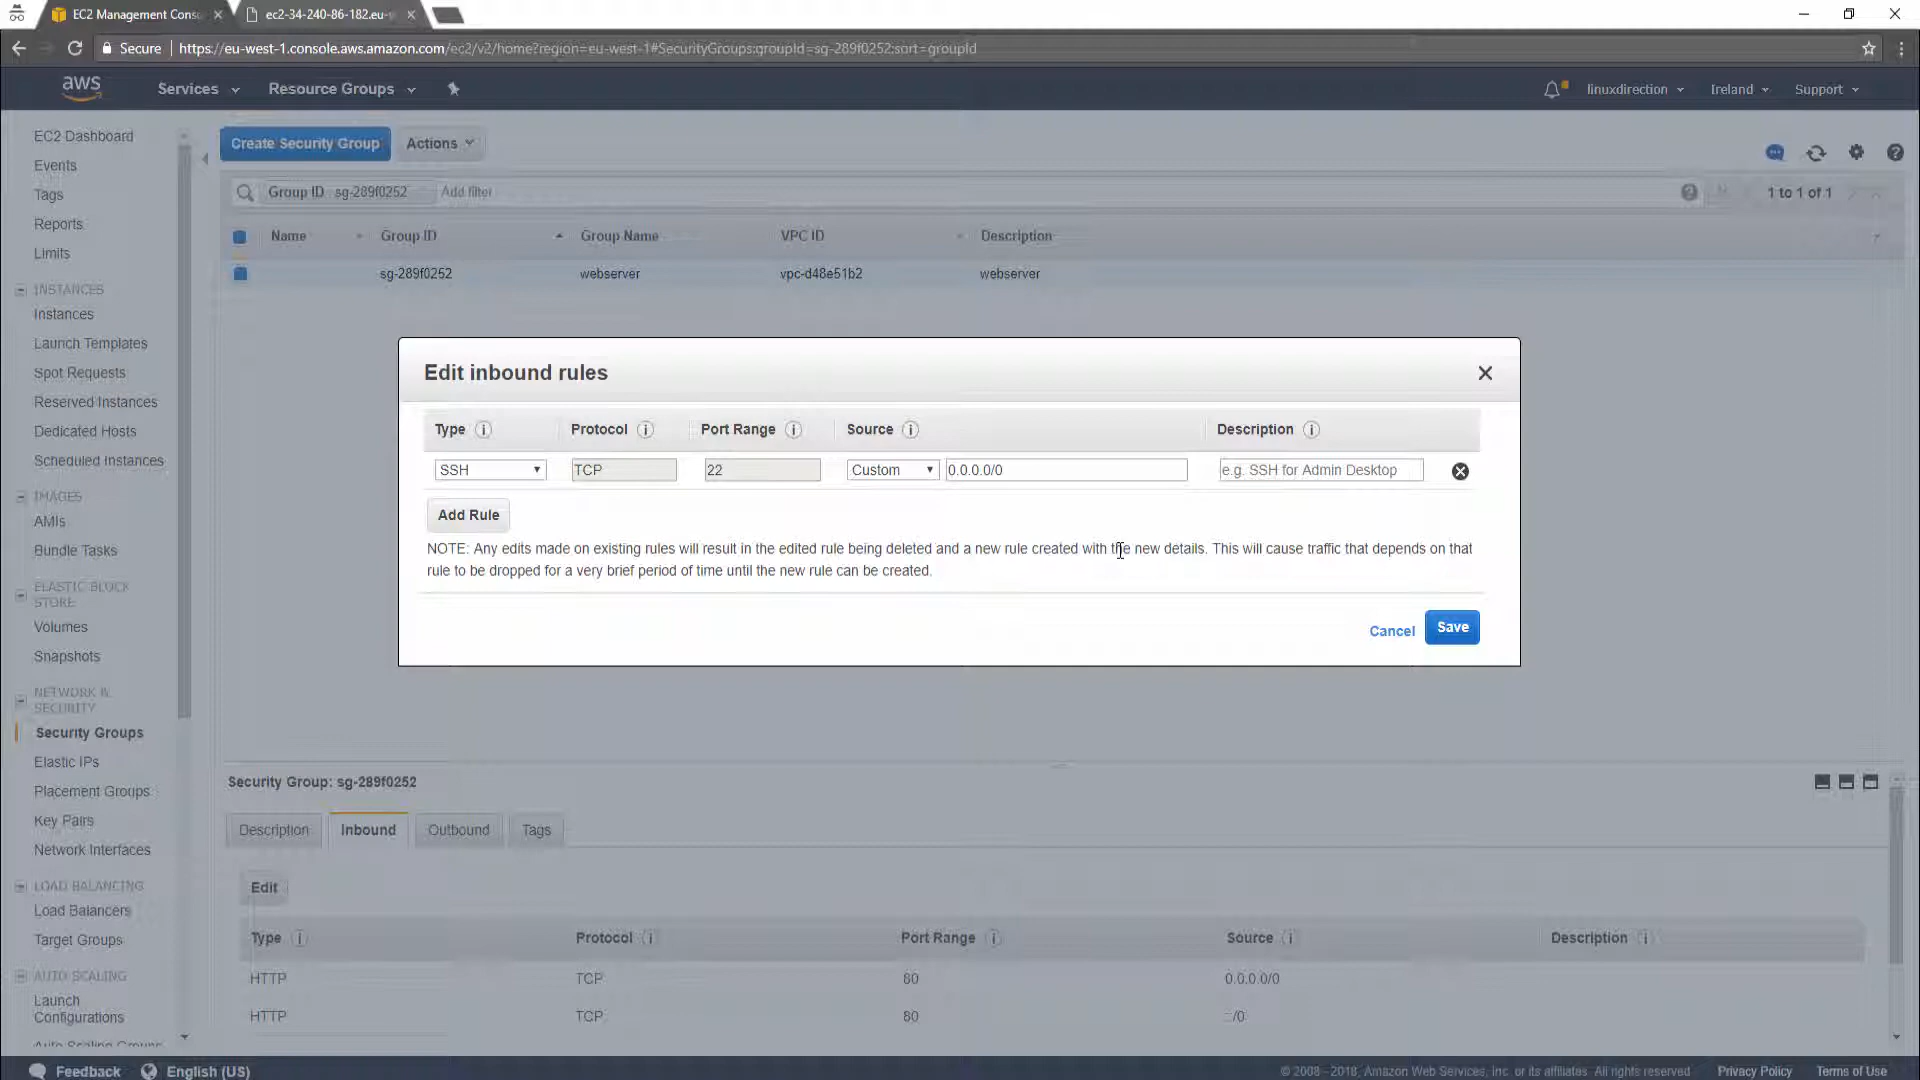 EC2 Management Cons
ec2-34-240-86-182.eu-
Secure
https://eu-west-1.console.aws.amazon.com/ec2/v2/home?region=eu-west-1#SecurityGroups:groupId=sg-289f0252;sort=groupId
aws
Services
Resource Groups
linuxdirection
Ireland
Support
EC2 Dashboard
Events
Tags
Reports
Limits
INSTANCES
Instances
Launch Templates
Spot Requests
Reserved Instances
Dedicated Hosts
Scheduled Instances
IMAGES
AMIs
Bundle Tasks
ELASTIC BLOCK
STORE
Volumes
Snapshots
NETWORK &
SECURITY
Security Groups
Elastic IPs
Placement Groups
Key Pairs
Network Interfaces
LOAD BALANCING
Load Balancers
Target Groups
AUTO SCALING
Launch
Configurations
Auto Scaling Groups
Create Security Group
Actions
Group ID : sg-289f0252 Add filter
1 to 1 of 1
Name Group ID Group Name VPC ID Description
sg-289f0252 webserver vpc-d48e51b2 webserver
Edit inbound rules
Type Protocol Port Range Source Description
SSH TCP 22 Custom 0.0.0.0/0 e.g. SSH for Admin Desktop
Add Rule
NOTE: Any edits made on existing rules will result in the edited rule being deleted and a new rule created with the new details. This will cause traffic that depends on that
rule to be dropped for a very brief period of time until the new rule can be created.
Cancel Save
Security Group: sg-289f0252
Description Inbound Outbound Tags
Edit
Type Protocol Port Range Source Description
HTTP TCP 80 0.0.0.0/0
HTTP TCP 80 ::/0
Feedback English (US)
© 2008 - 2018, Amazon Web Services, Inc. or its affiliates. All rights reserved.
Privacy Policy Terms of Use